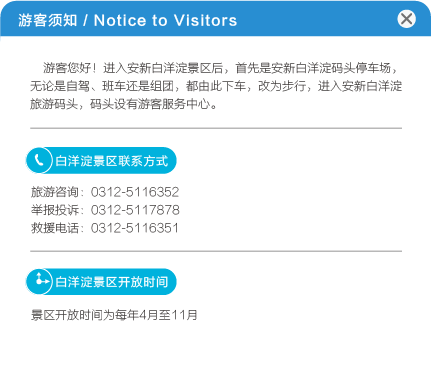 游客须知 / Notice to Visitors
游客您好！进入安新白洋淀景区后，首先是安新白洋淀码头停车场，
无论是自驾、班车还是组团，都由此下车，改为步行，进入安新白洋淀
旅游码头，码头设有游客服务中心。
白洋淀景区联系方式
旅游咨询：0312-5116352
举报投诉：0312-5117878
救援电话：0312-5116351
白洋淀景区开放时间
景区开放时间为每年4月至11月